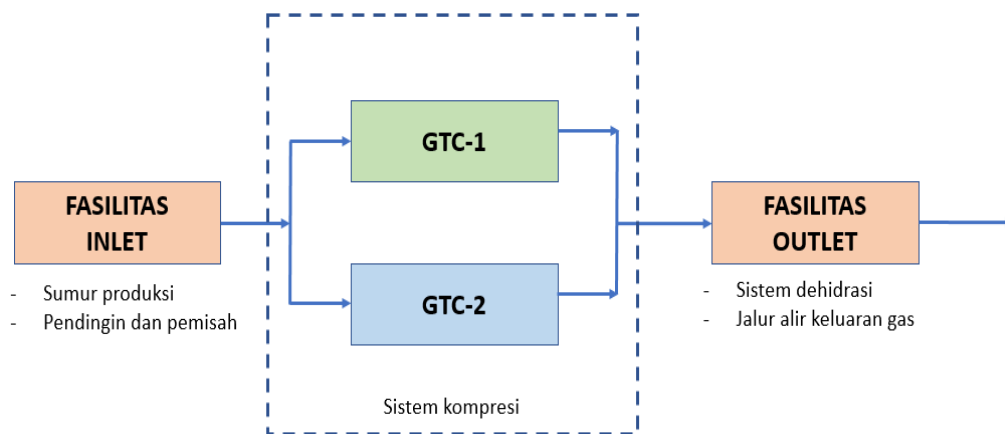 GTC-1
FASILITAS
INLET
FASILITAS
OUTLET
- Sumur produksi
- Pendingin dan pemisah
GTC-2
- Sistem dehidrasi
- Jalur alir keluaran gas
Sistem kompresi